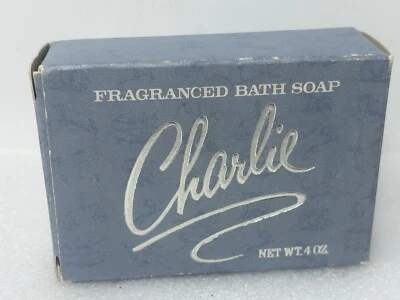 FRAGRANCED BATH SOAP
Charlie
NET WT. 4 OZ.